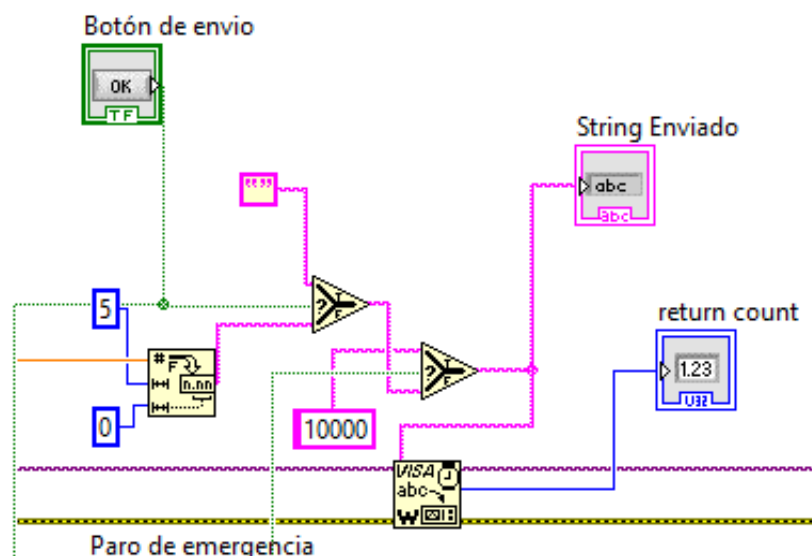 Botón de envio
OK
TF
String Enviado
abc
abc
""
5
?
T
F
return count
#
F
n.nn
?
T
F
1.23
U32
0
10000
VISA
abc
W
Paro de emergencia